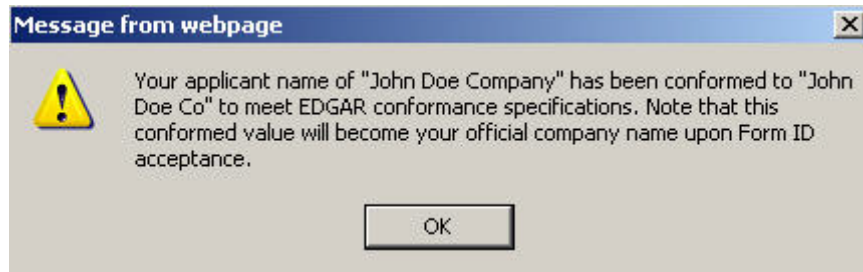 Message from webpage
Your applicant name of "John Doe Company" has been conformed to "John
Doe Co" to meet EDGAR conformance specifications. Note that this
conformed value will become your official company name upon Form ID
acceptance.
OK